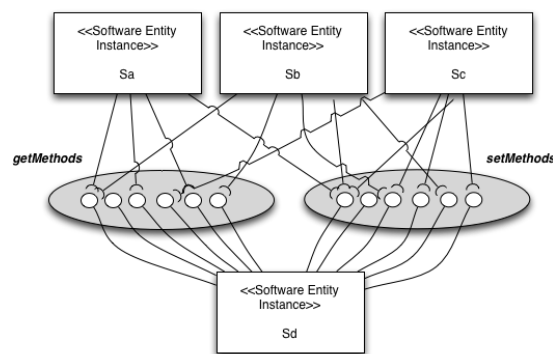 <<Software Entity
Instance>>
Sa
<<Software Entity
Instance>>
Sb
<<Software Entity
Instance>>
Sc
getMethods
setMethods
<<Software Entity
Instance>>
Sd